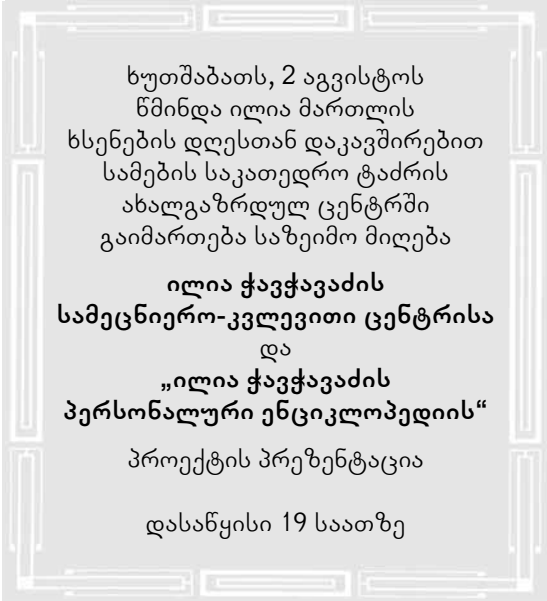 ხუთშაბათს, 2 აგვისტოს
წმინდა ილია მართლის
ხსენების დღესთან დაკავშირებით
სამების საკათედრო ტაძრის
ახალგაზრდულ ცენტრში
გაიმართება საზეიმო მიღება
ილია ჭავჭავაძის
სამეცნიერო-კვლევითი ცენტრისა
და
„ილია ჭავჭავაძის
პერსონალური ენციკლოპედიის“
პროექტის პრეზენტაცია
დასაწყისი 19 საათზე